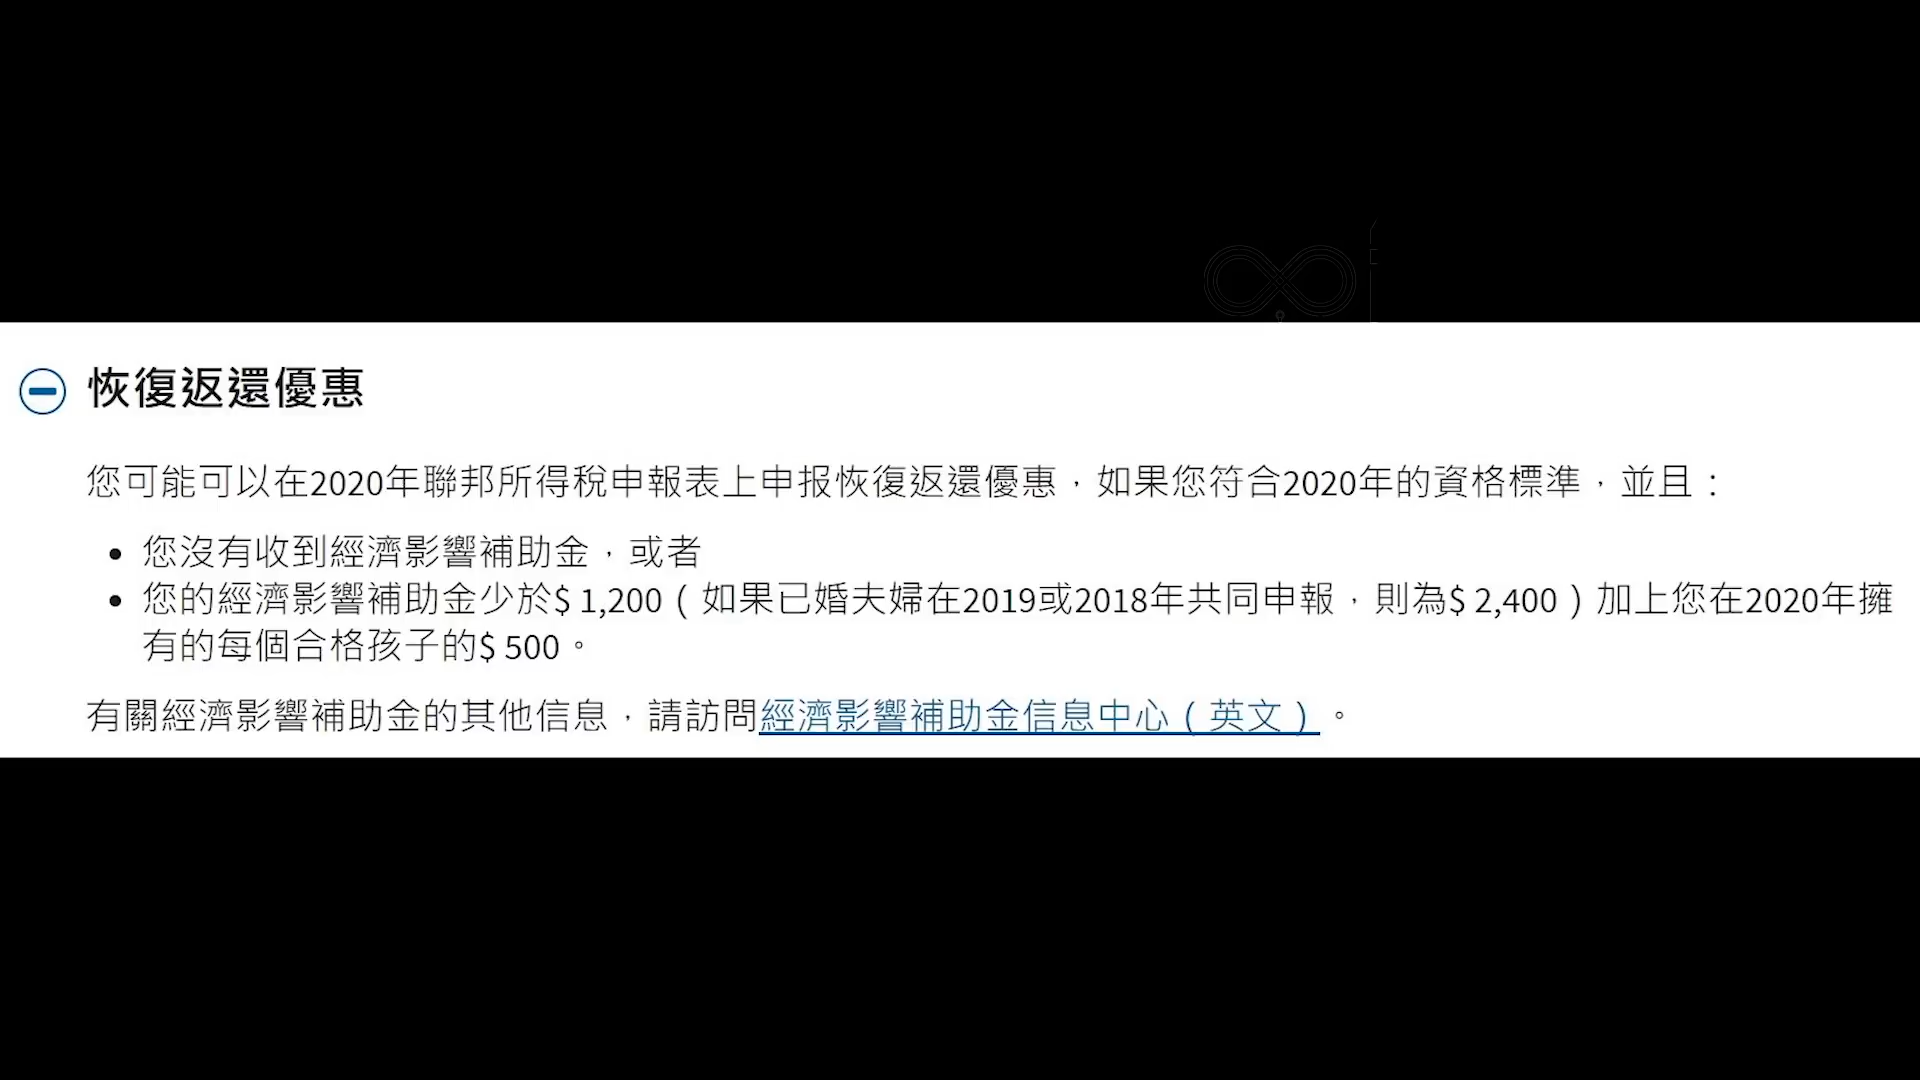 恢復返還優惠
您可能可以在2020年聯邦所得稅申報表上申报恢復返還優惠，如果您符合2020年的資格標準，並且：
• 您沒有收到經濟影響補助金，或者
• 您的經濟影響補助金少於$ 1,200（如果已婚夫婦在2019或2018年共同申報，則為$ 2,400）加上您在2020年擁
有的每個合格孩子的$ 500。
有關經濟影響補助金的其他信息，請訪問經濟影響補助金信息中心（英文）。